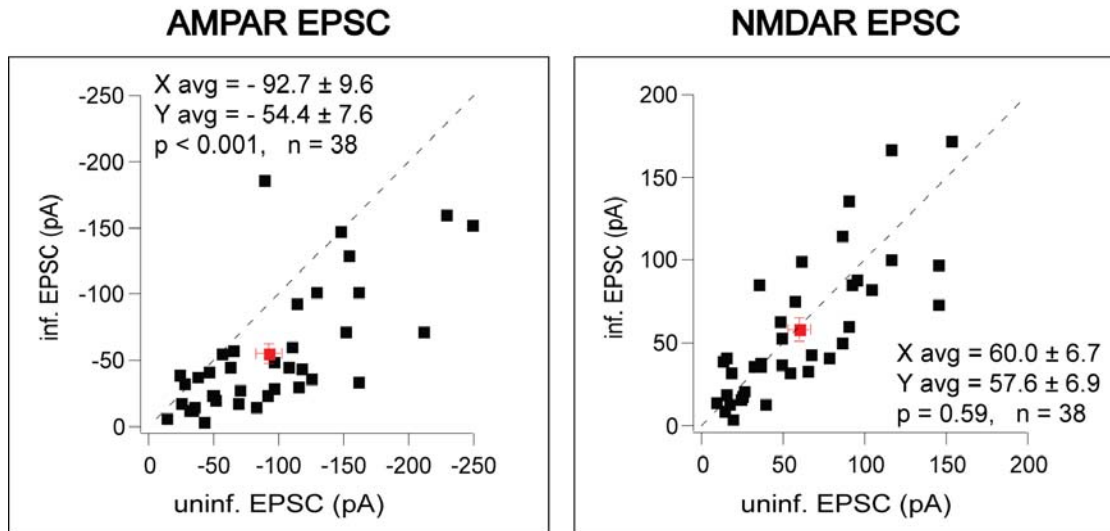 AMPAR EPSC
X avg = - 92.7 ± 9.6
Y avg = - 54.4 ± 7.6
p < 0.001, n = 38
-250
-200
-150
-100
-50
0
inf. EPSC (pA)
0 -50 -100 -150 -200 -250
uninf. EPSC (pA)
NMDAR EPSC
200
150
100
50
0
inf. EPSC (pA)
X avg = 60.0 ± 6.7
Y avg = 57.6 ± 6.9
p = 0.59, n = 38
0 50 100 150 200
uninf. EPSC (pA)